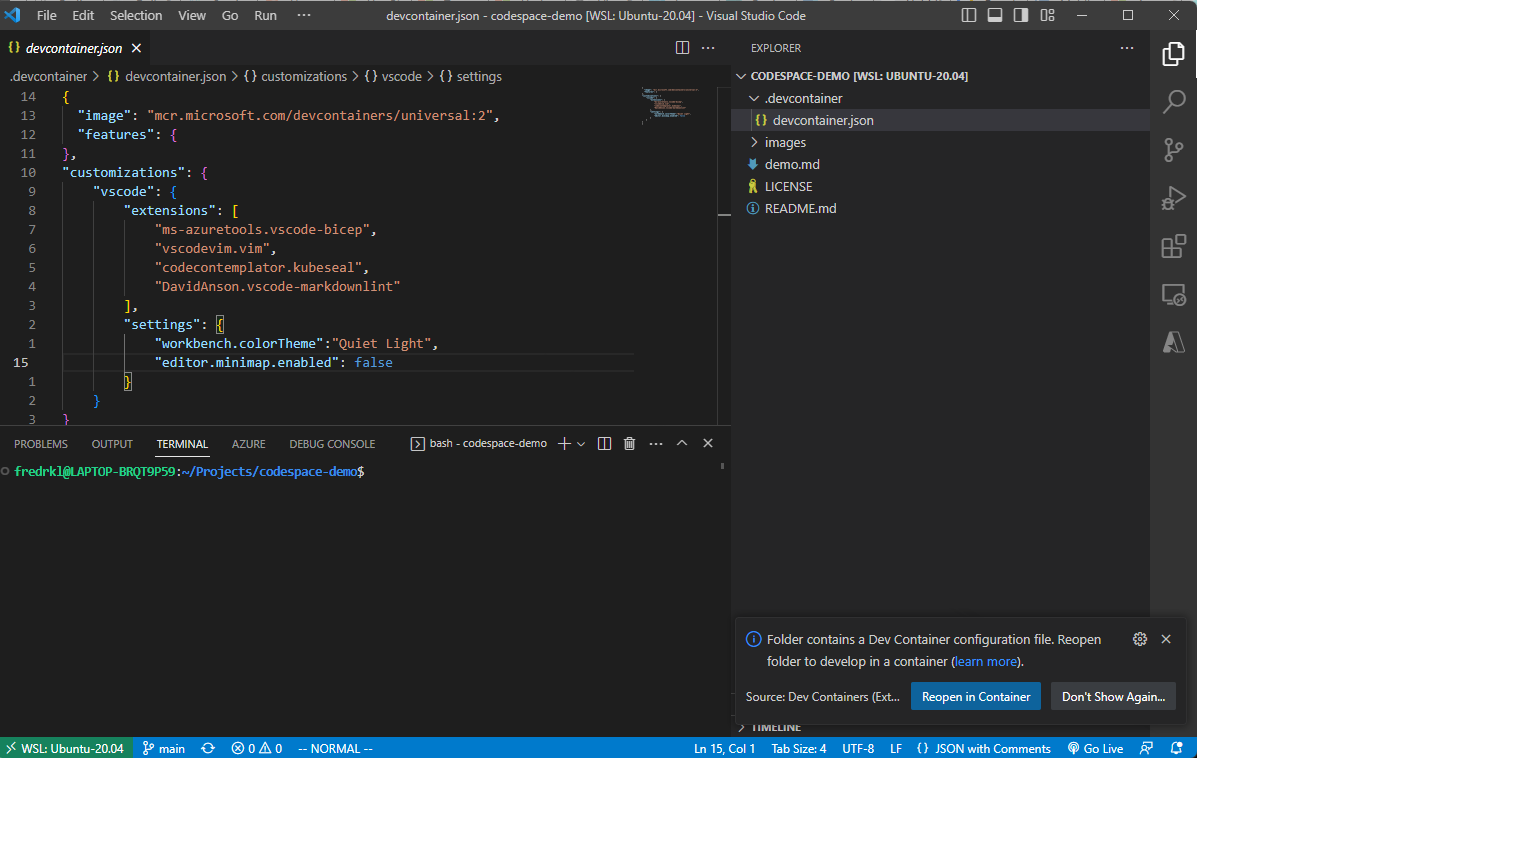 File Edit Selection View Go Run ··· devcontainer.json - codespace-demo [WSL: Ubuntu-20.04] - Visual Studio Code
{} devcontainer.json
.devcontainer > {} devcontainer.json > {} customizations > {} vscode > {} settings
14 {
13 "image": "mcr.microsoft.com/devcontainers/universal:2",
12 "features": {
11 },
10 "customizations": {
9 "vscode": {
8 "extensions": [
7 "ms-azuretools.vscode-bicep",
6 "vscodevim.vim",
5 "codecontemplator.kubeseal",
4 "DavidAnson.vscode-markdownlint"
3 ],
2 "settings": {
1 "workbench.colorTheme":"Quiet Light",
15 "editor.minimap.enabled": false
1 }
2 }
3 }
PROBLEMS OUTPUT TERMINAL AZURE DEBUG CONSOLE bash - codespace-demo
fredrkl@LAPTOP-BRQT9P59:~/Projects/codespace-demo$
EXPLORER
CODESPACE-DEMO [WSL: UBUNTU-20.04]
.devcontainer
{} devcontainer.json
images
demo.md
LICENSE
README.md
Folder contains a Dev Container configuration file. Reopen
folder to develop in a container (learn more).
Source: Dev Containers (Ext... Reopen in Container Don't Show Again...
TIMELINE
WSL: Ubuntu-20.04 main 0 0 -- NORMAL -- Ln 15, Col 1 Tab Size: 4 UTF-8 LF {} JSON with Comments Go Live